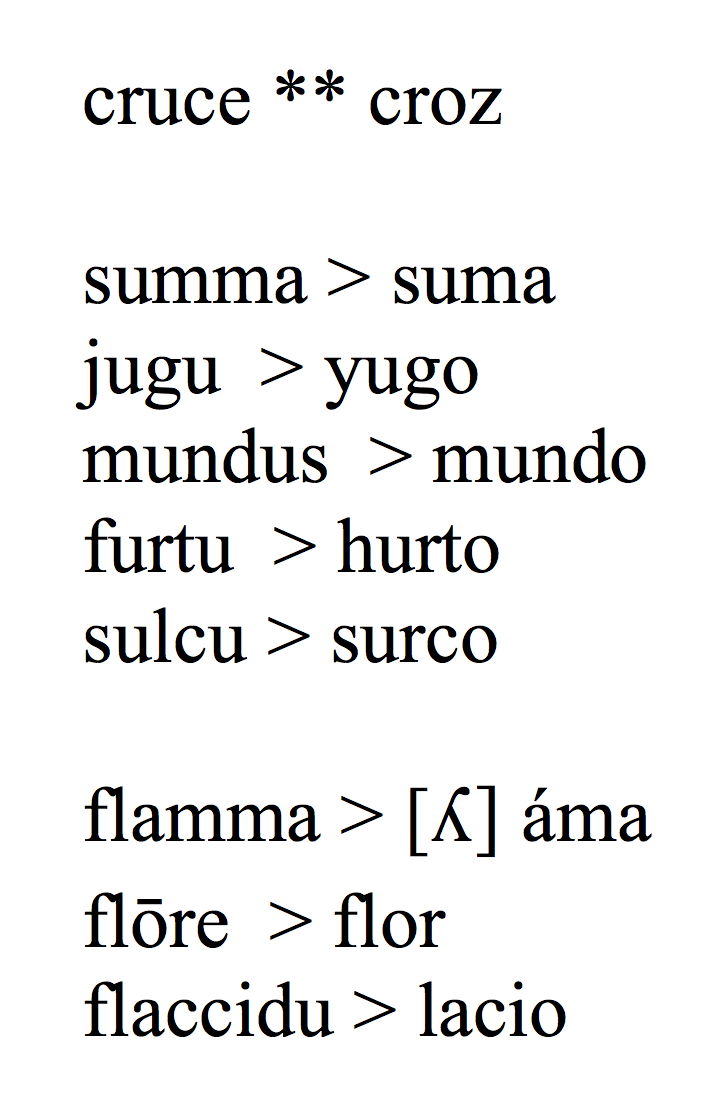 cruce ** croz
summa > suma
jugu > yugo
mundus > mundo
furtu > hurto
sulcu > surco
flamma > [ʎ] áma
flōre > flor
flaccidu > lacio